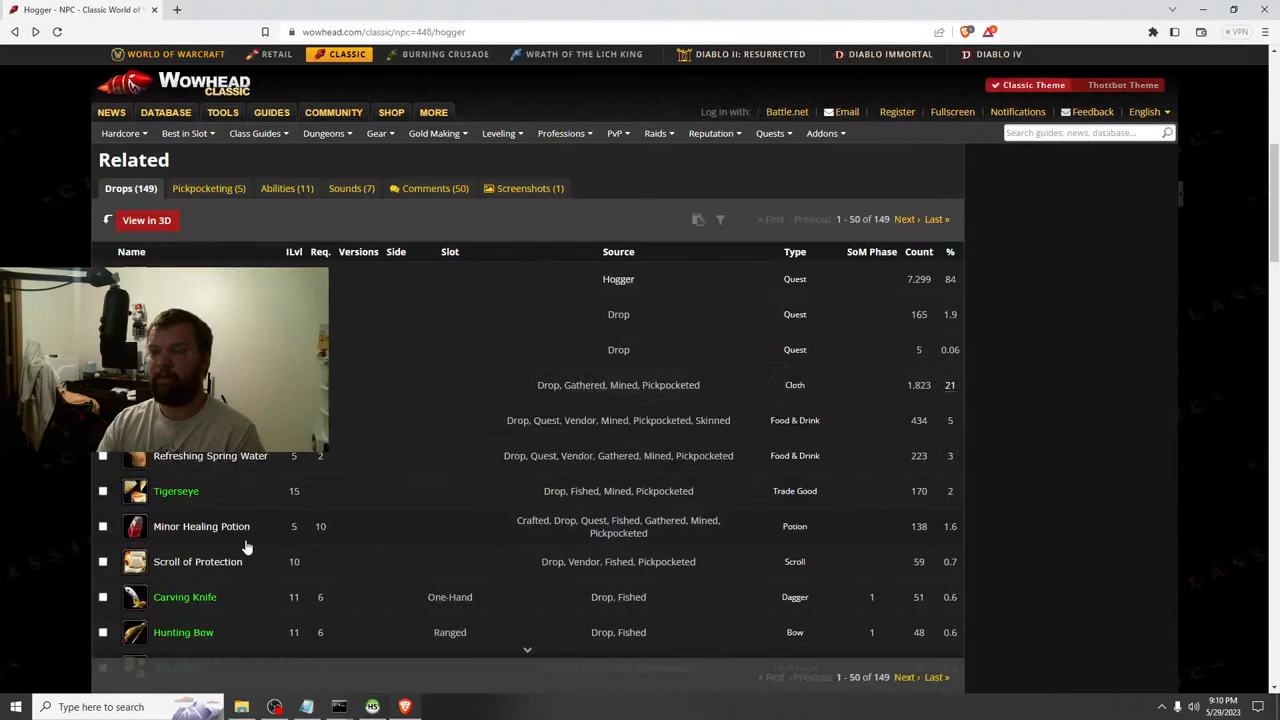 Hogger - NPC - Classic World of
wowhead.com/classic/npc=448/hogger
VPN
WORLD OF WARCRAFT RETAIL CLASSIC BURNING CRUSADE WRATH OF THE LICH KING DIABLO II: RESURRECTED DIABLO IMMORTAL DIABLO IV
WOWHEAD CLASSIC
Classic Theme Thottbot Theme
NEWS DATABASE TOOLS GUIDES COMMUNITY SHOP MORE Log in with: Battle.net Email Register Fullscreen Notifications Feedback English
Hardcore Best in Slot Class Guides Dungeons Gear Gold Making Leveling Professions PvP Raids Reputation Quests Addons Search guides, news, database...
Related
Drops (149) Pickpocketing (5) Abilities (11) Sounds (7) Comments (50) Screenshots (1)
View in 3D « First ‹ Previous 1 - 50 of 149 Next › Last »
Name ILvl Req. Versions Side Slot Source Type SoM Phase Count %
Hogger Quest 7,299 84
Drop Quest 165 1.9
Drop Quest 5 0.06
Drop, Gathered, Mined, Pickpocketed Cloth 1,823 21
Drop, Quest, Vendor, Mined, Pickpocketed, Skinned Food & Drink 434 5
Refreshing Spring Water 5 2 Drop, Quest, Vendor, Gathered, Mined, Pickpocketed Food & Drink 223 3
Tigerseye 15 Drop, Fished, Mined, Pickpocketed Trade Good 170 2
Minor Healing Potion 5 10 Crafted, Drop, Quest, Fished, Gathered, Mined, Pickpocketed Potion 138 1.6
Scroll of Protection 10 Drop, Vendor, Fished, Pickpocketed Scroll 59 0.7
Carving Knife 11 6 One-Hand Drop, Fished Dagger 1 51 0.6
Hunting Bow 11 6 Ranged Drop, Fished Bow 1 48 0.6
« First ‹ Previous 1 - 50 of 149 Next › Last »
Type here to search
HS
9:10 PM
5/29/2023